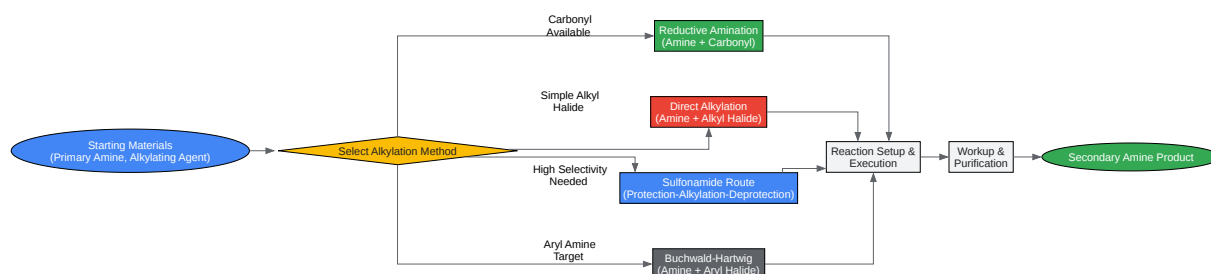 Carbonyl
Available
Reductive Amination
(Amine + Carbonyl)
Simple Alkyl
Halide
Direct Alkylation
(Amine + Alkyl Halide)
Starting Materials
(Primary Amine, Alkylating Agent)
Select Alkylation Method
Reaction Setup &
Execution
Workup &
Purification
Secondary Amine Product
High Selectivity
Needed
Sulfonamide Route
(Protection-Alkylation-Deprotection)
Aryl Amine
Target
Buchwald-Hartwig
(Amine + Aryl Halide)